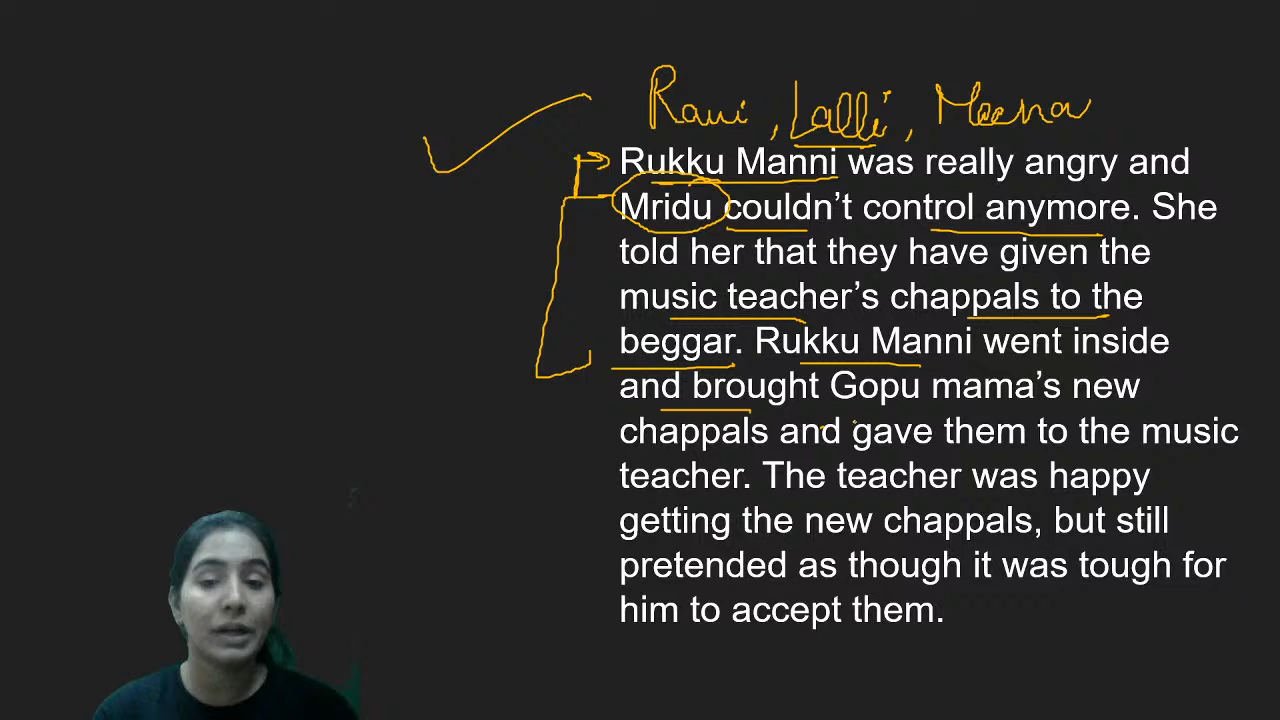 Ravi, Lalli, Meena
Rukku Manni was really angry and
Mridu couldn’t control anymore. She
told her that they have given the
music teacher’s chappals to the
beggar. Rukku Manni went inside
and brought Gopu mama’s new
chappals and gave them to the music
teacher. The teacher was happy
getting the new chappals, but still
pretended as though it was tough for
him to accept them.